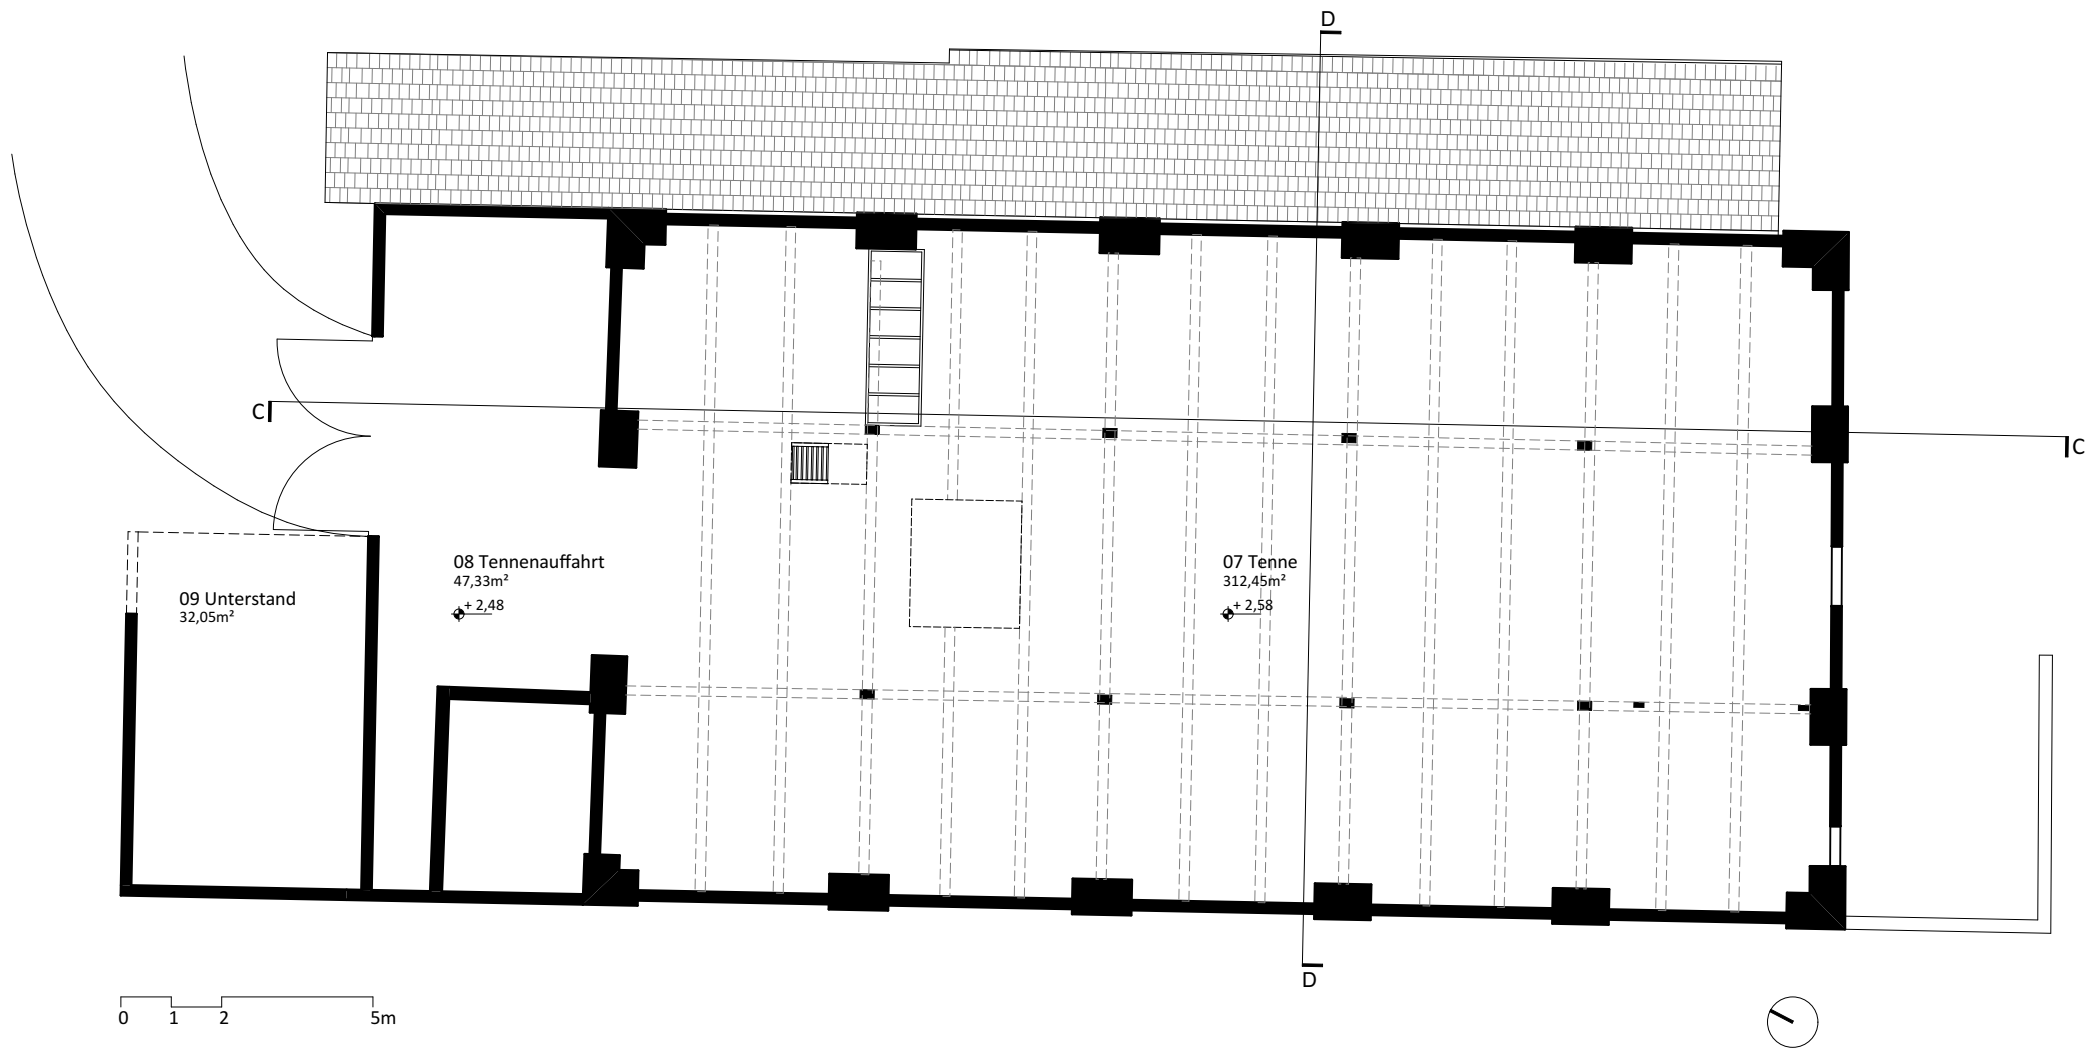 D
C
C
08 Tennenauffahrt
47,33m²
+ 2,48
07 Tenne
312,45m²
+ 2,58
09 Unterstand
32,05m²
D
0 1 2 5m